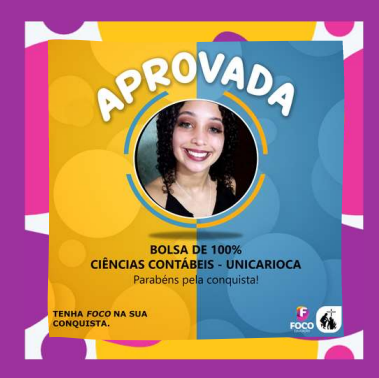 APROVADA
BOLSA DE 100%
CIÊNCIAS CONTÁBEIS - UNICARIOCA
Parabéns pela conquista!
TENHA FOCO NA SUA
CONQUISTA.
FOCO